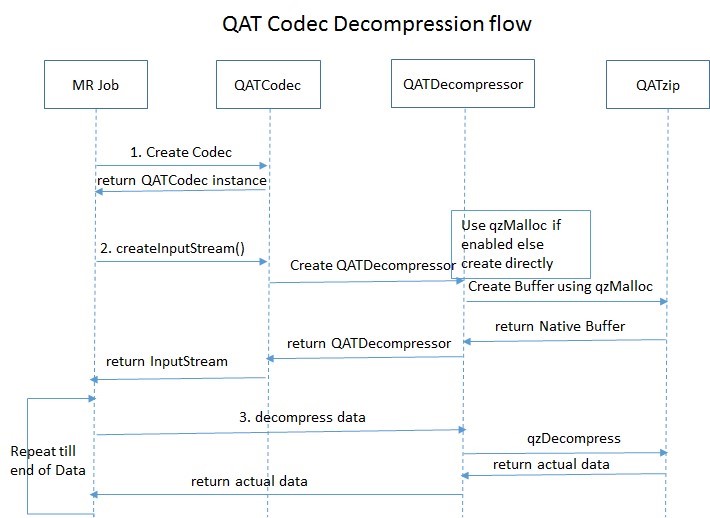 QAT Codec Decompression flow
MR Job
QATCodec
QATDecompressor
QATzip
1. Create Codec
return QATCodec instance
Use qzMalloc if
enabled else
create directly
2. createInputStream()
Create QATDecompressor
Create Buffer using qzMalloc
return Native Buffer
return QATDecompressor
return InputStream
3. decompress data
qzDecompress
Repeat till
end of Data
return actual data
return actual data